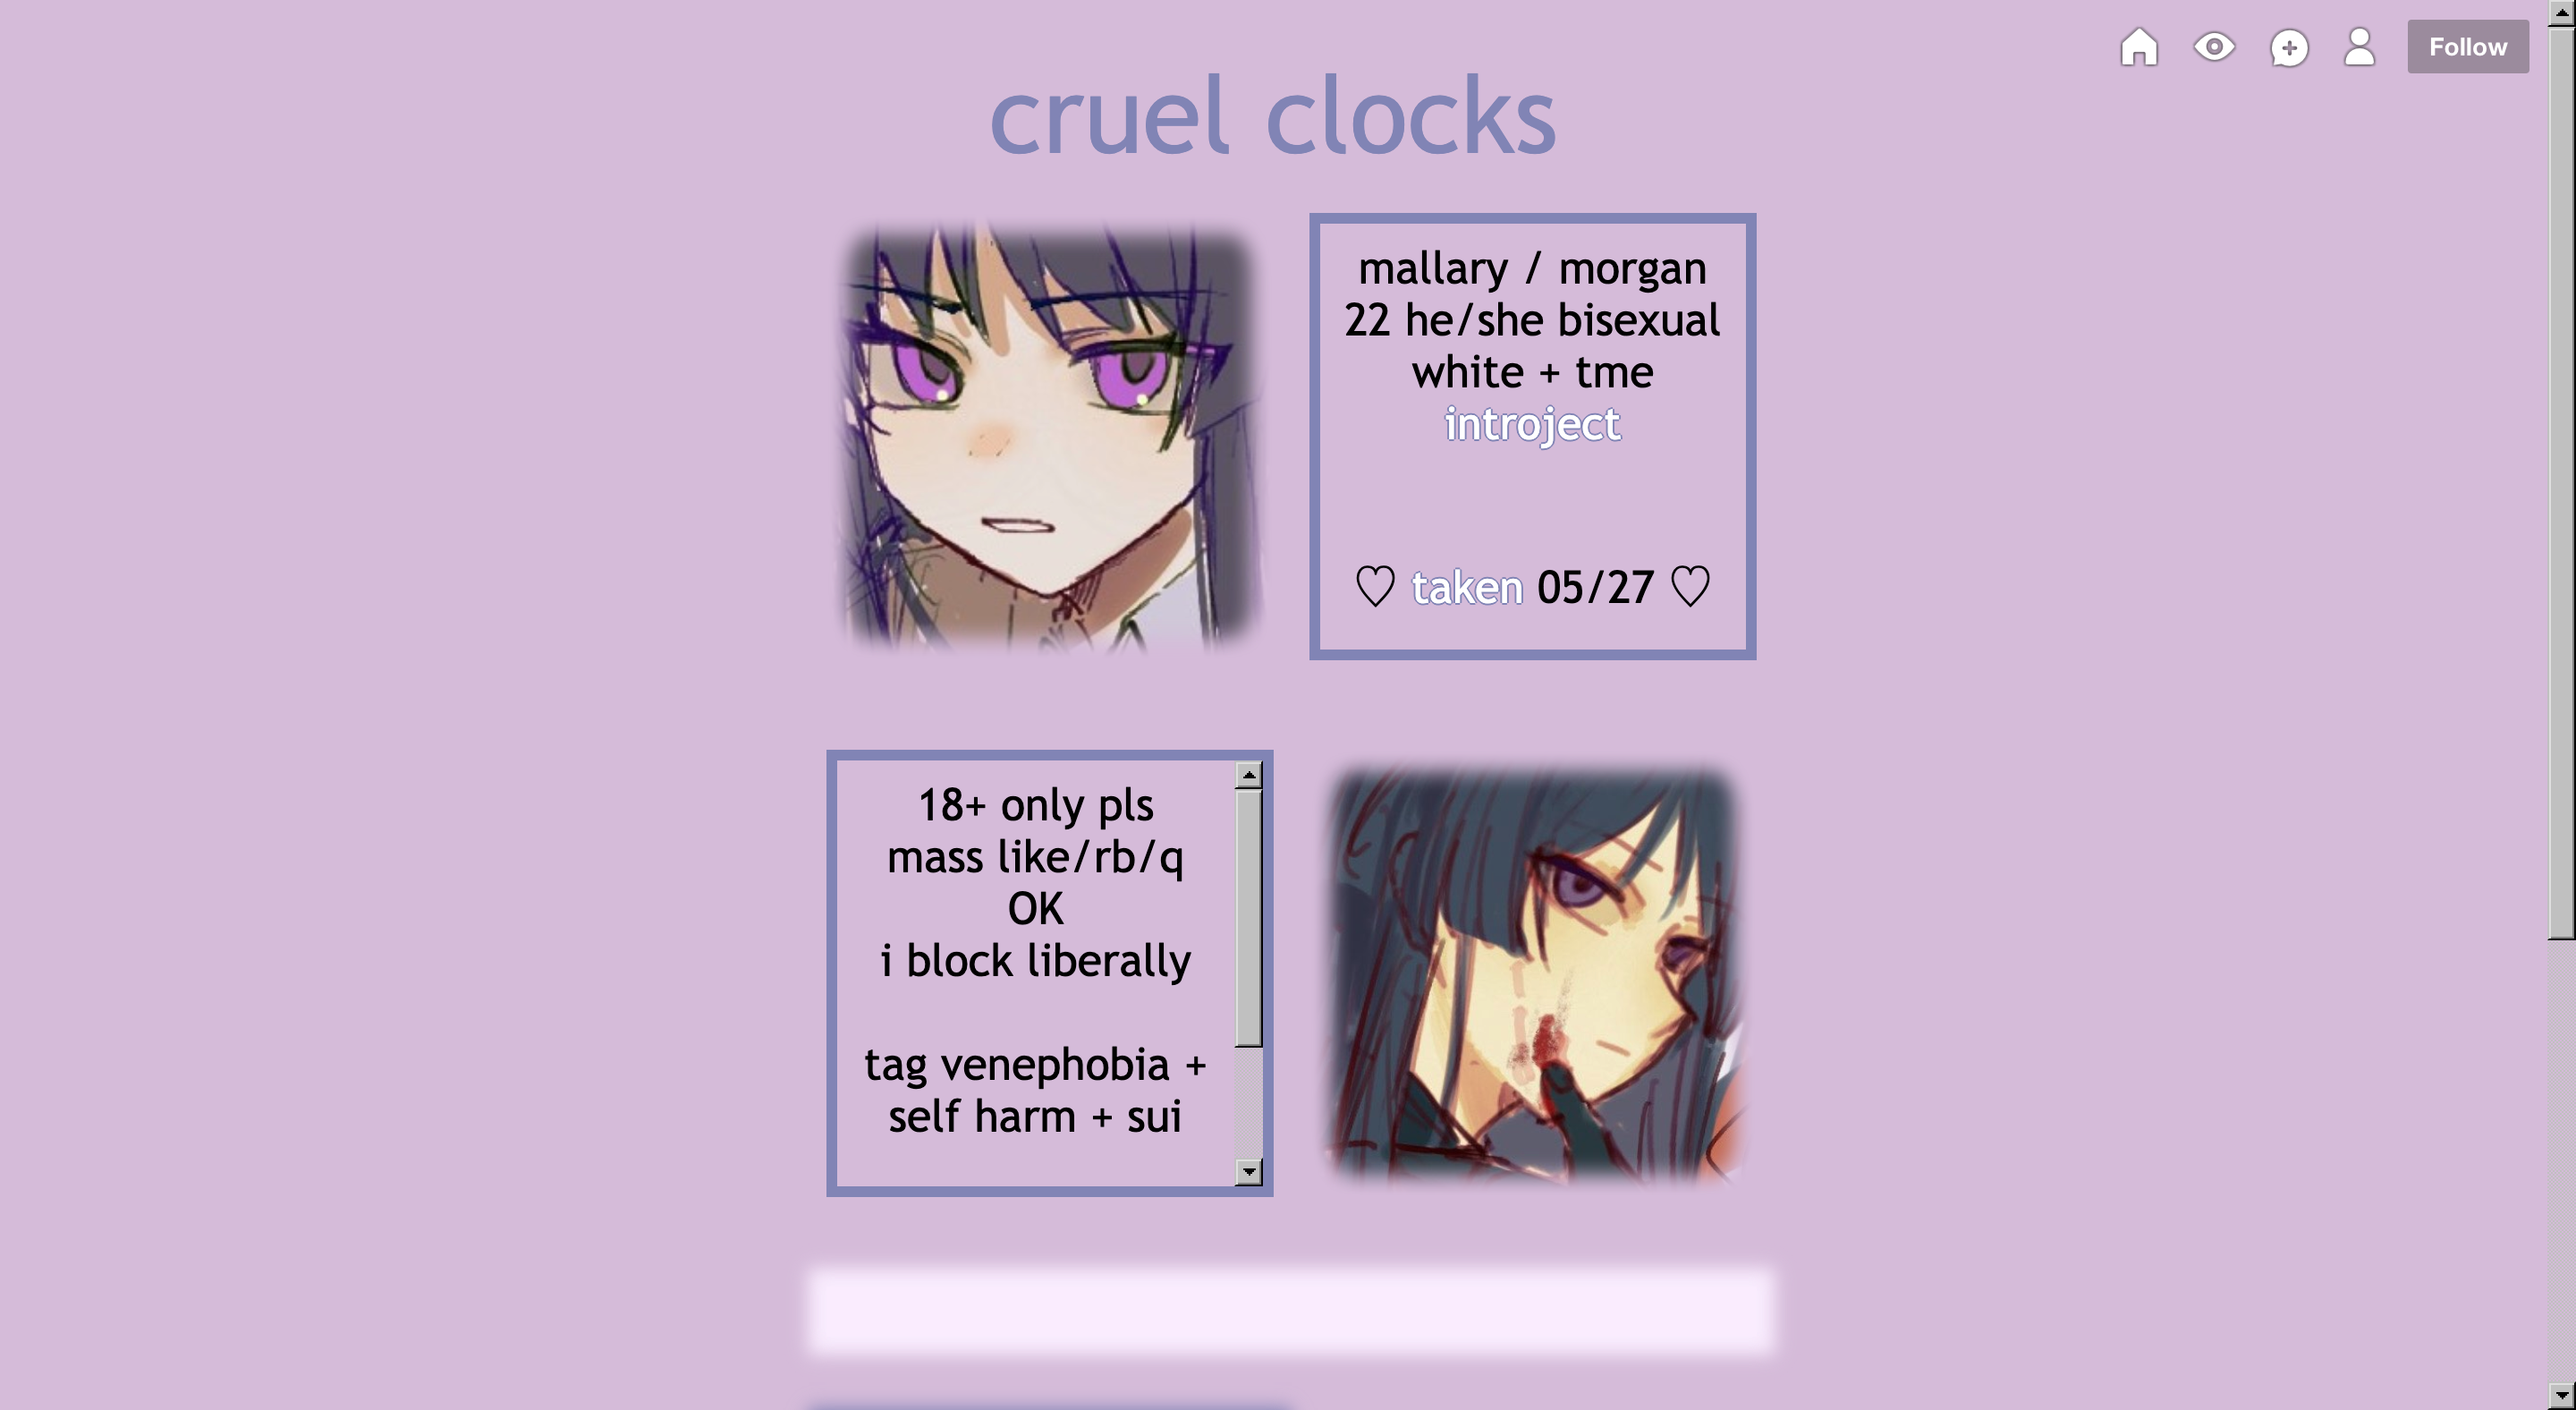 Follow
cruel clocks
mallary / morgan
22 he/she bisexual
white + tme
introject
♡ taken 05/27 ♡
18+ only pls
mass like/rb/q
OK
i block liberally
tag venephobia +
self harm + sui